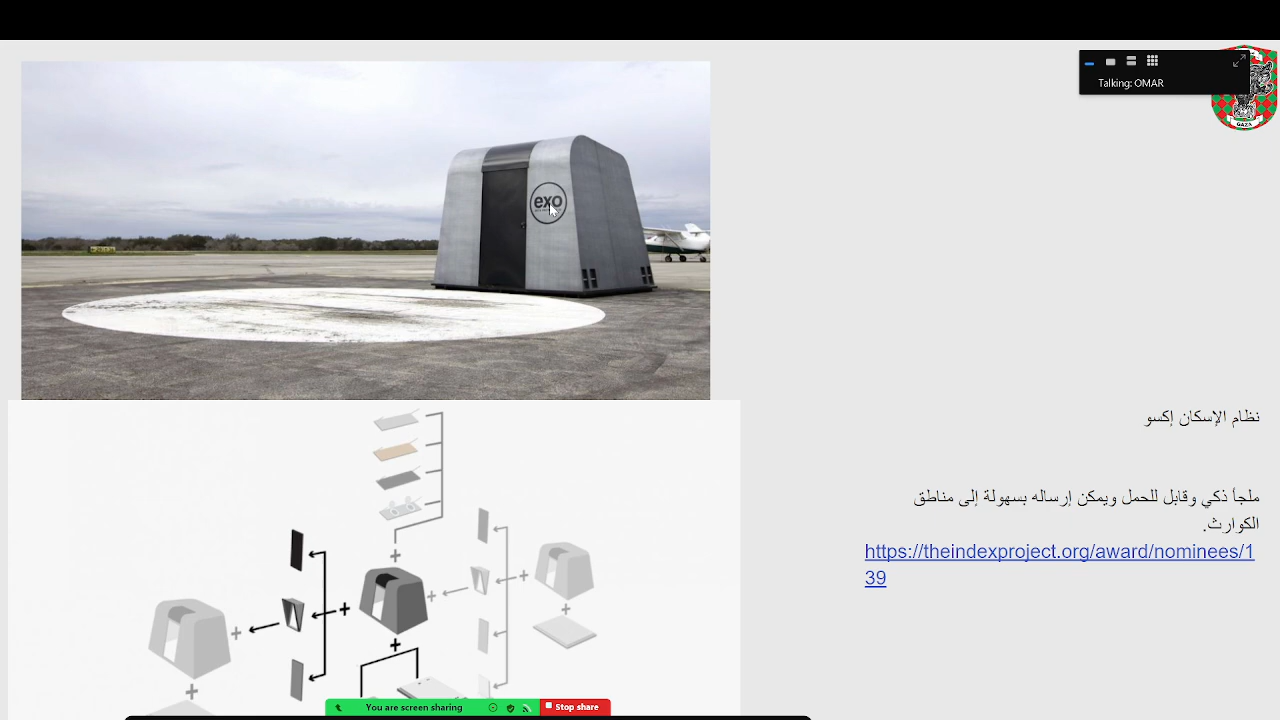 Talking: OMAR
GAZA
exo
نظام الإسكان إكسو
ملجأ ذكي وقابل للحمل ويمكن إرساله بسهولة إلى مناطق
الكوارث.
https://theindexproject.org/award/nominees/1
39
You are screen sharing
Stop share